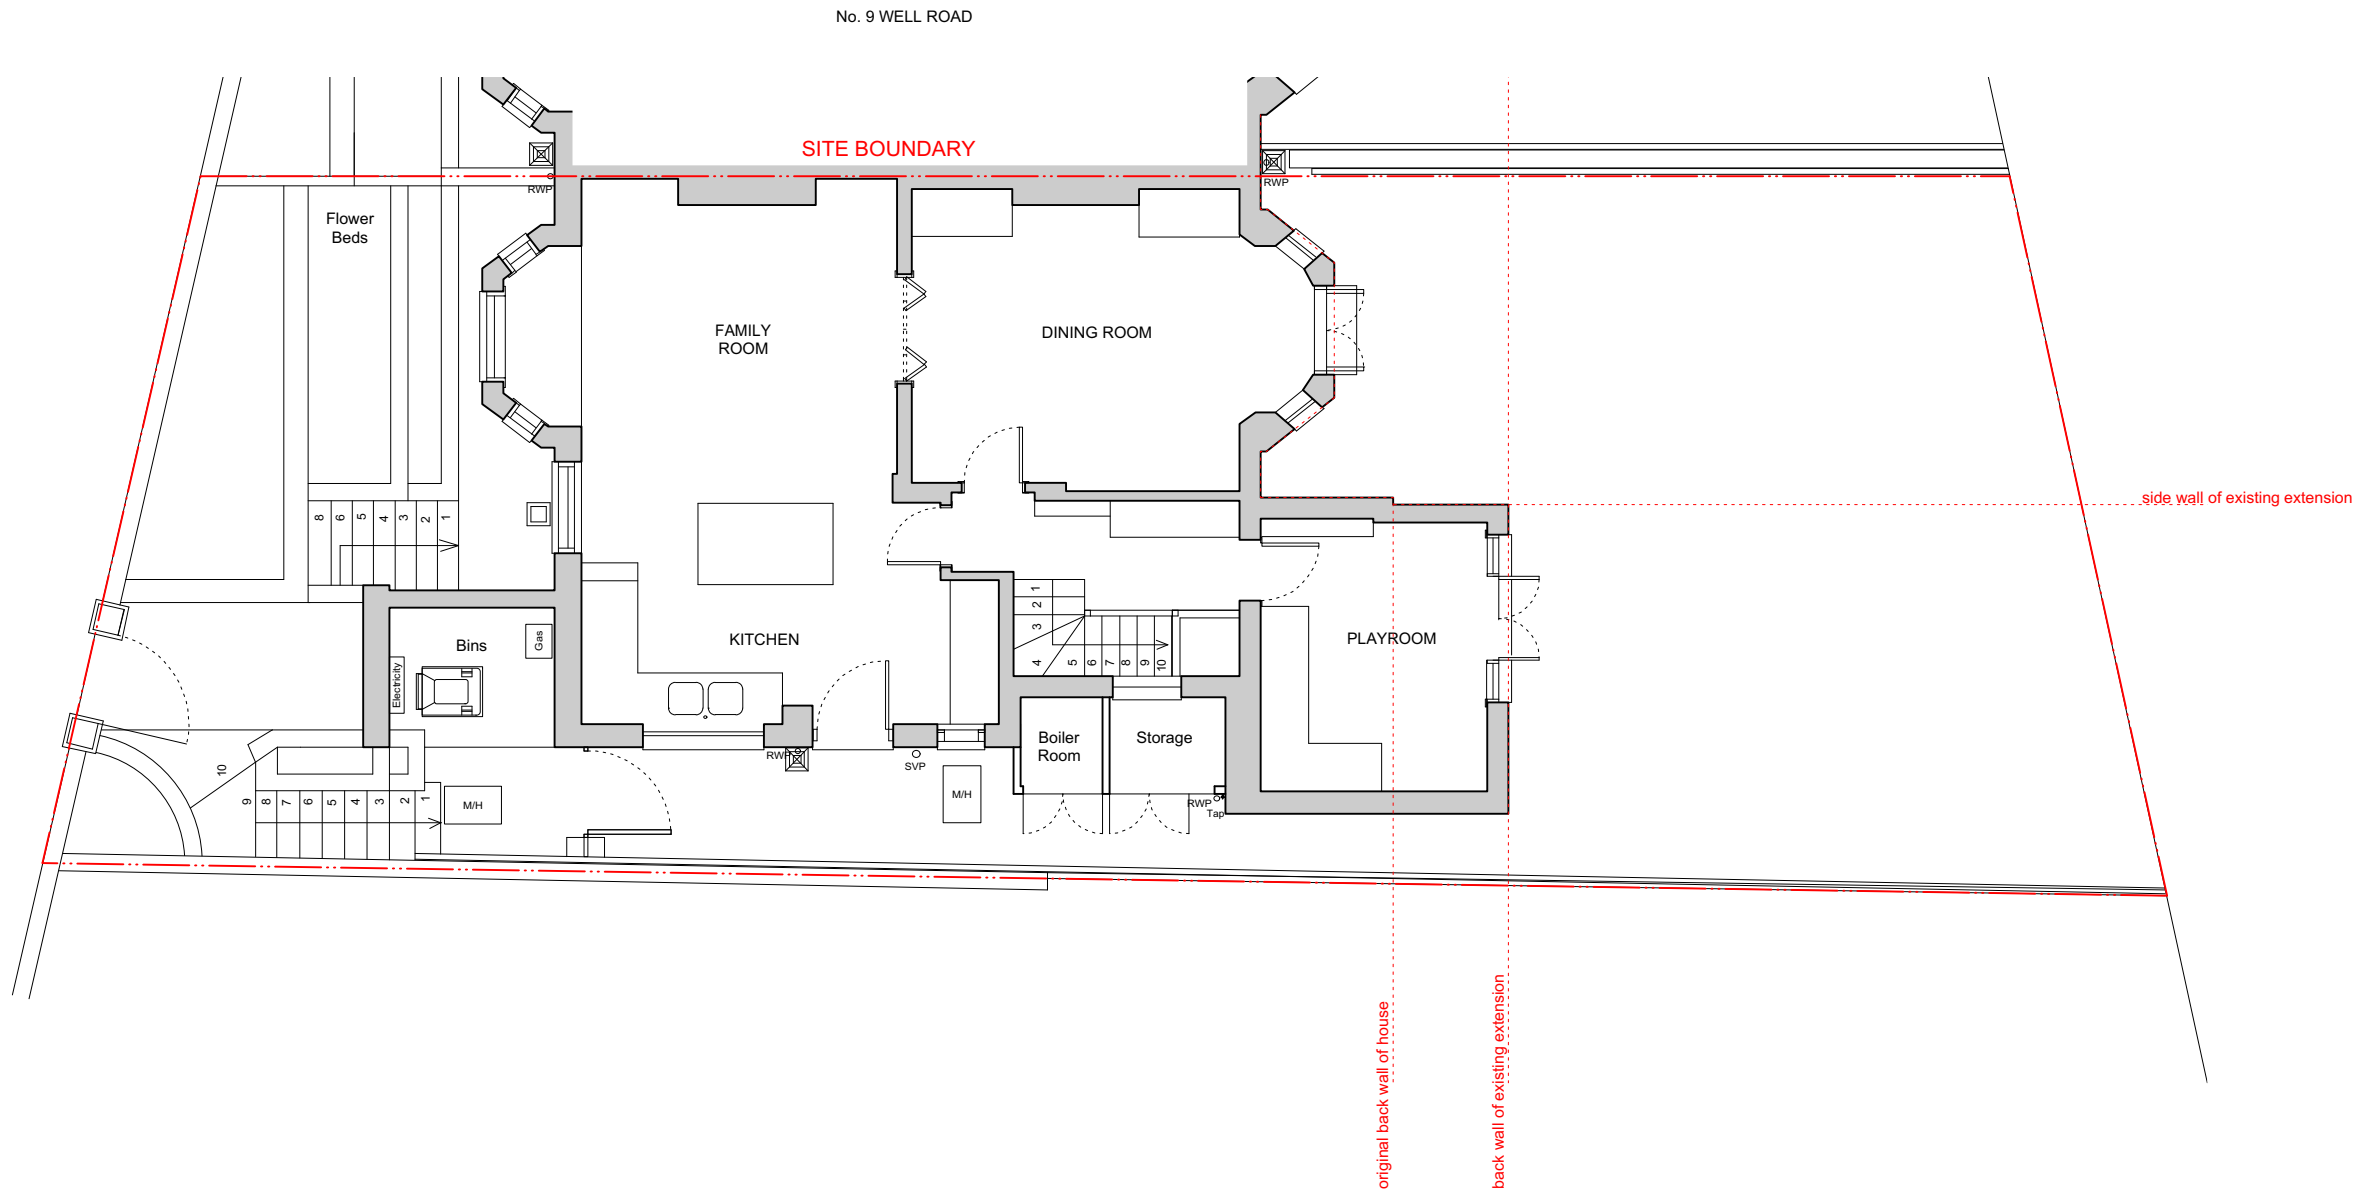 No. 9 WELL ROAD
SITE BOUNDARY
RWP
RWP
Flower
Beds
FAMILY
ROOM
DINING ROOM
side wall of existing extension
8 6 5 4 3 2 1
1
2
3
4 5 6 7 8 9 10
Bins
Gas
Electricity
KITCHEN
PLAYROOM
Boiler
Room
Storage
RWP
SVP
10
9 8 7 6 5 4 3 2 1
M/H
M/H
RWP
Tap
original back wall of house
back wall of existing extension